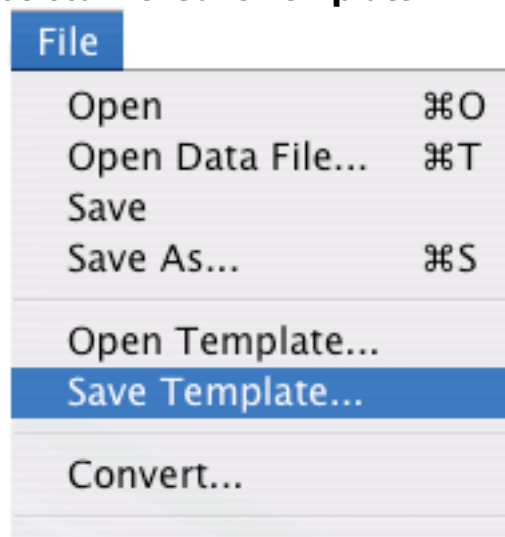 File
Open ⌘O
Open Data File... ⌘T
Save
Save As... ⌘S
Open Template...
Save Template...
Convert...